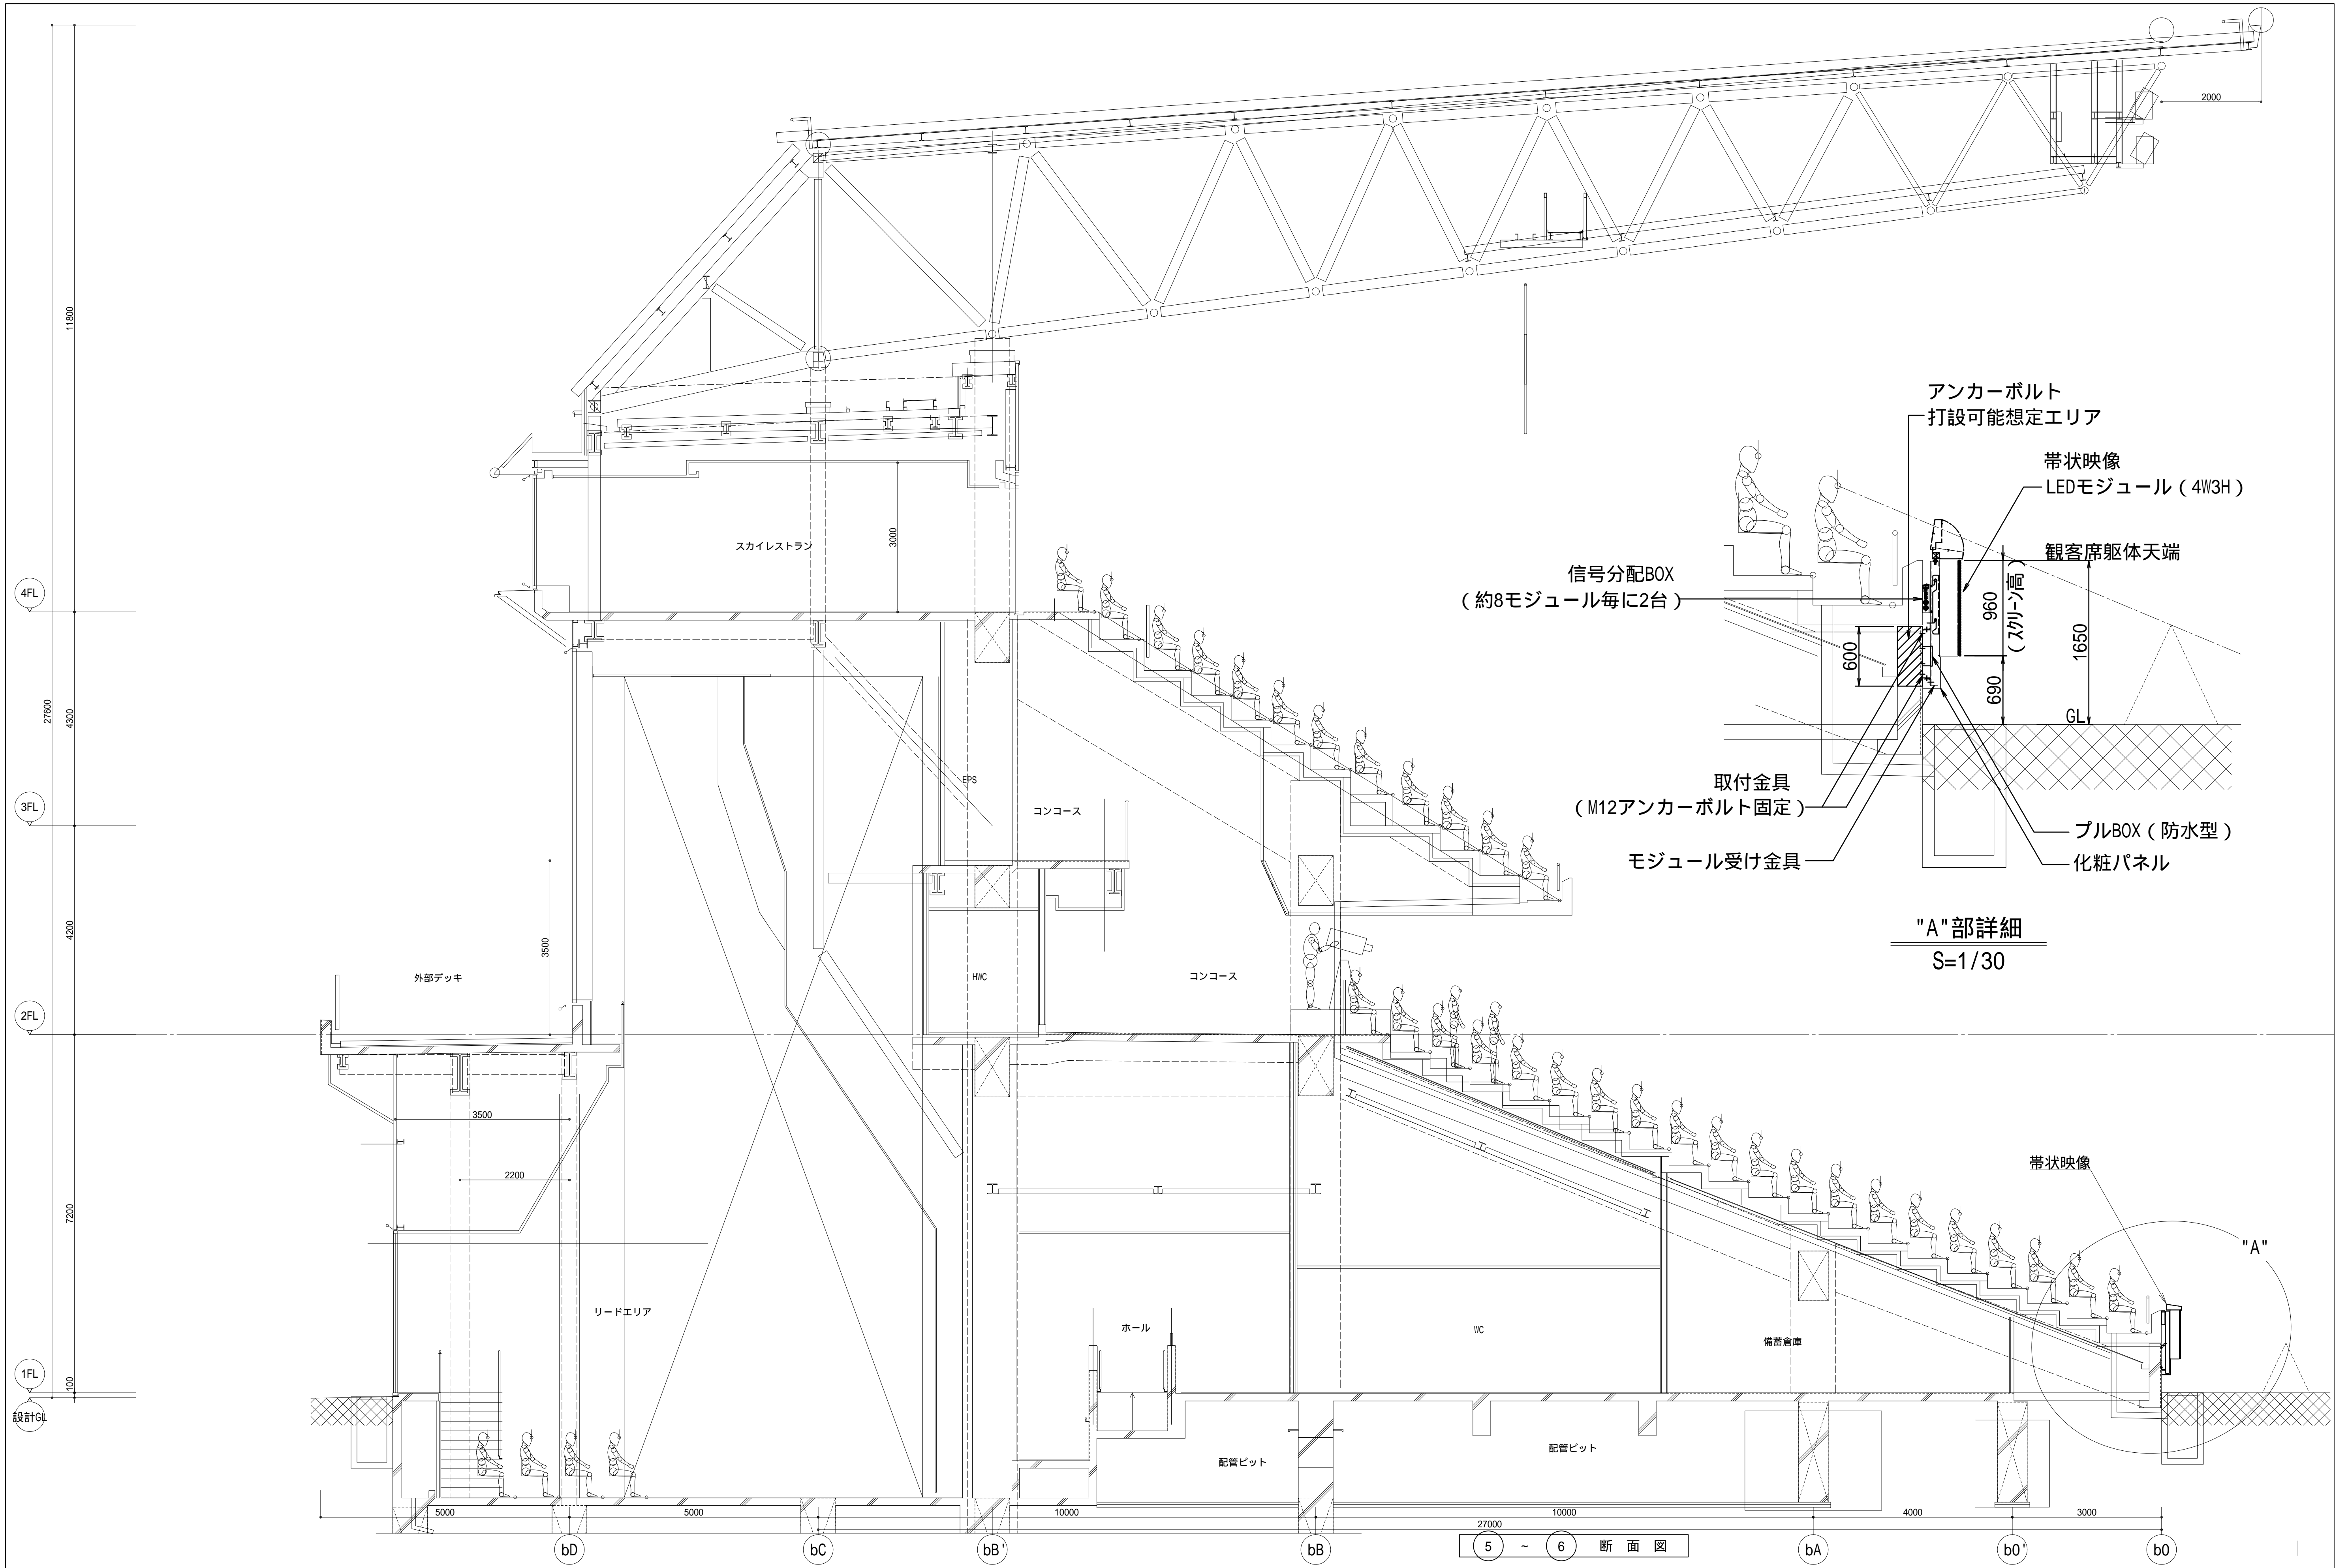 2000
11800
27600
4300
4200
7200
100
4FL
3FL
2FL
1FL
設計GL
スカイレストラン
3000
EPS
コンコース
3500
外部デッキ
HWC
コンコース
3500
2200
リードエリア
ホール
WC
備蓄倉庫
配管ピット
配管ピット
帯状映像
"A"
アンカーボルト
打設可能想定エリア
帯状映像
LEDモジュール（4W3H）
観客席躯体天端
信号分配BOX
（約8モジュール毎に2台）
960
（スクリーン高）
1650
600
690
GL
取付金具
（M12アンカーボルト固定）
プルBOX（防水型）
モジュール受け金具
化粧パネル
"A"部詳細
S=1/30
5000
5000
10000
10000
4000
3000
27000
bD
bC
bB'
bB
bA
bO'
bO
5 ～ 6 断面図